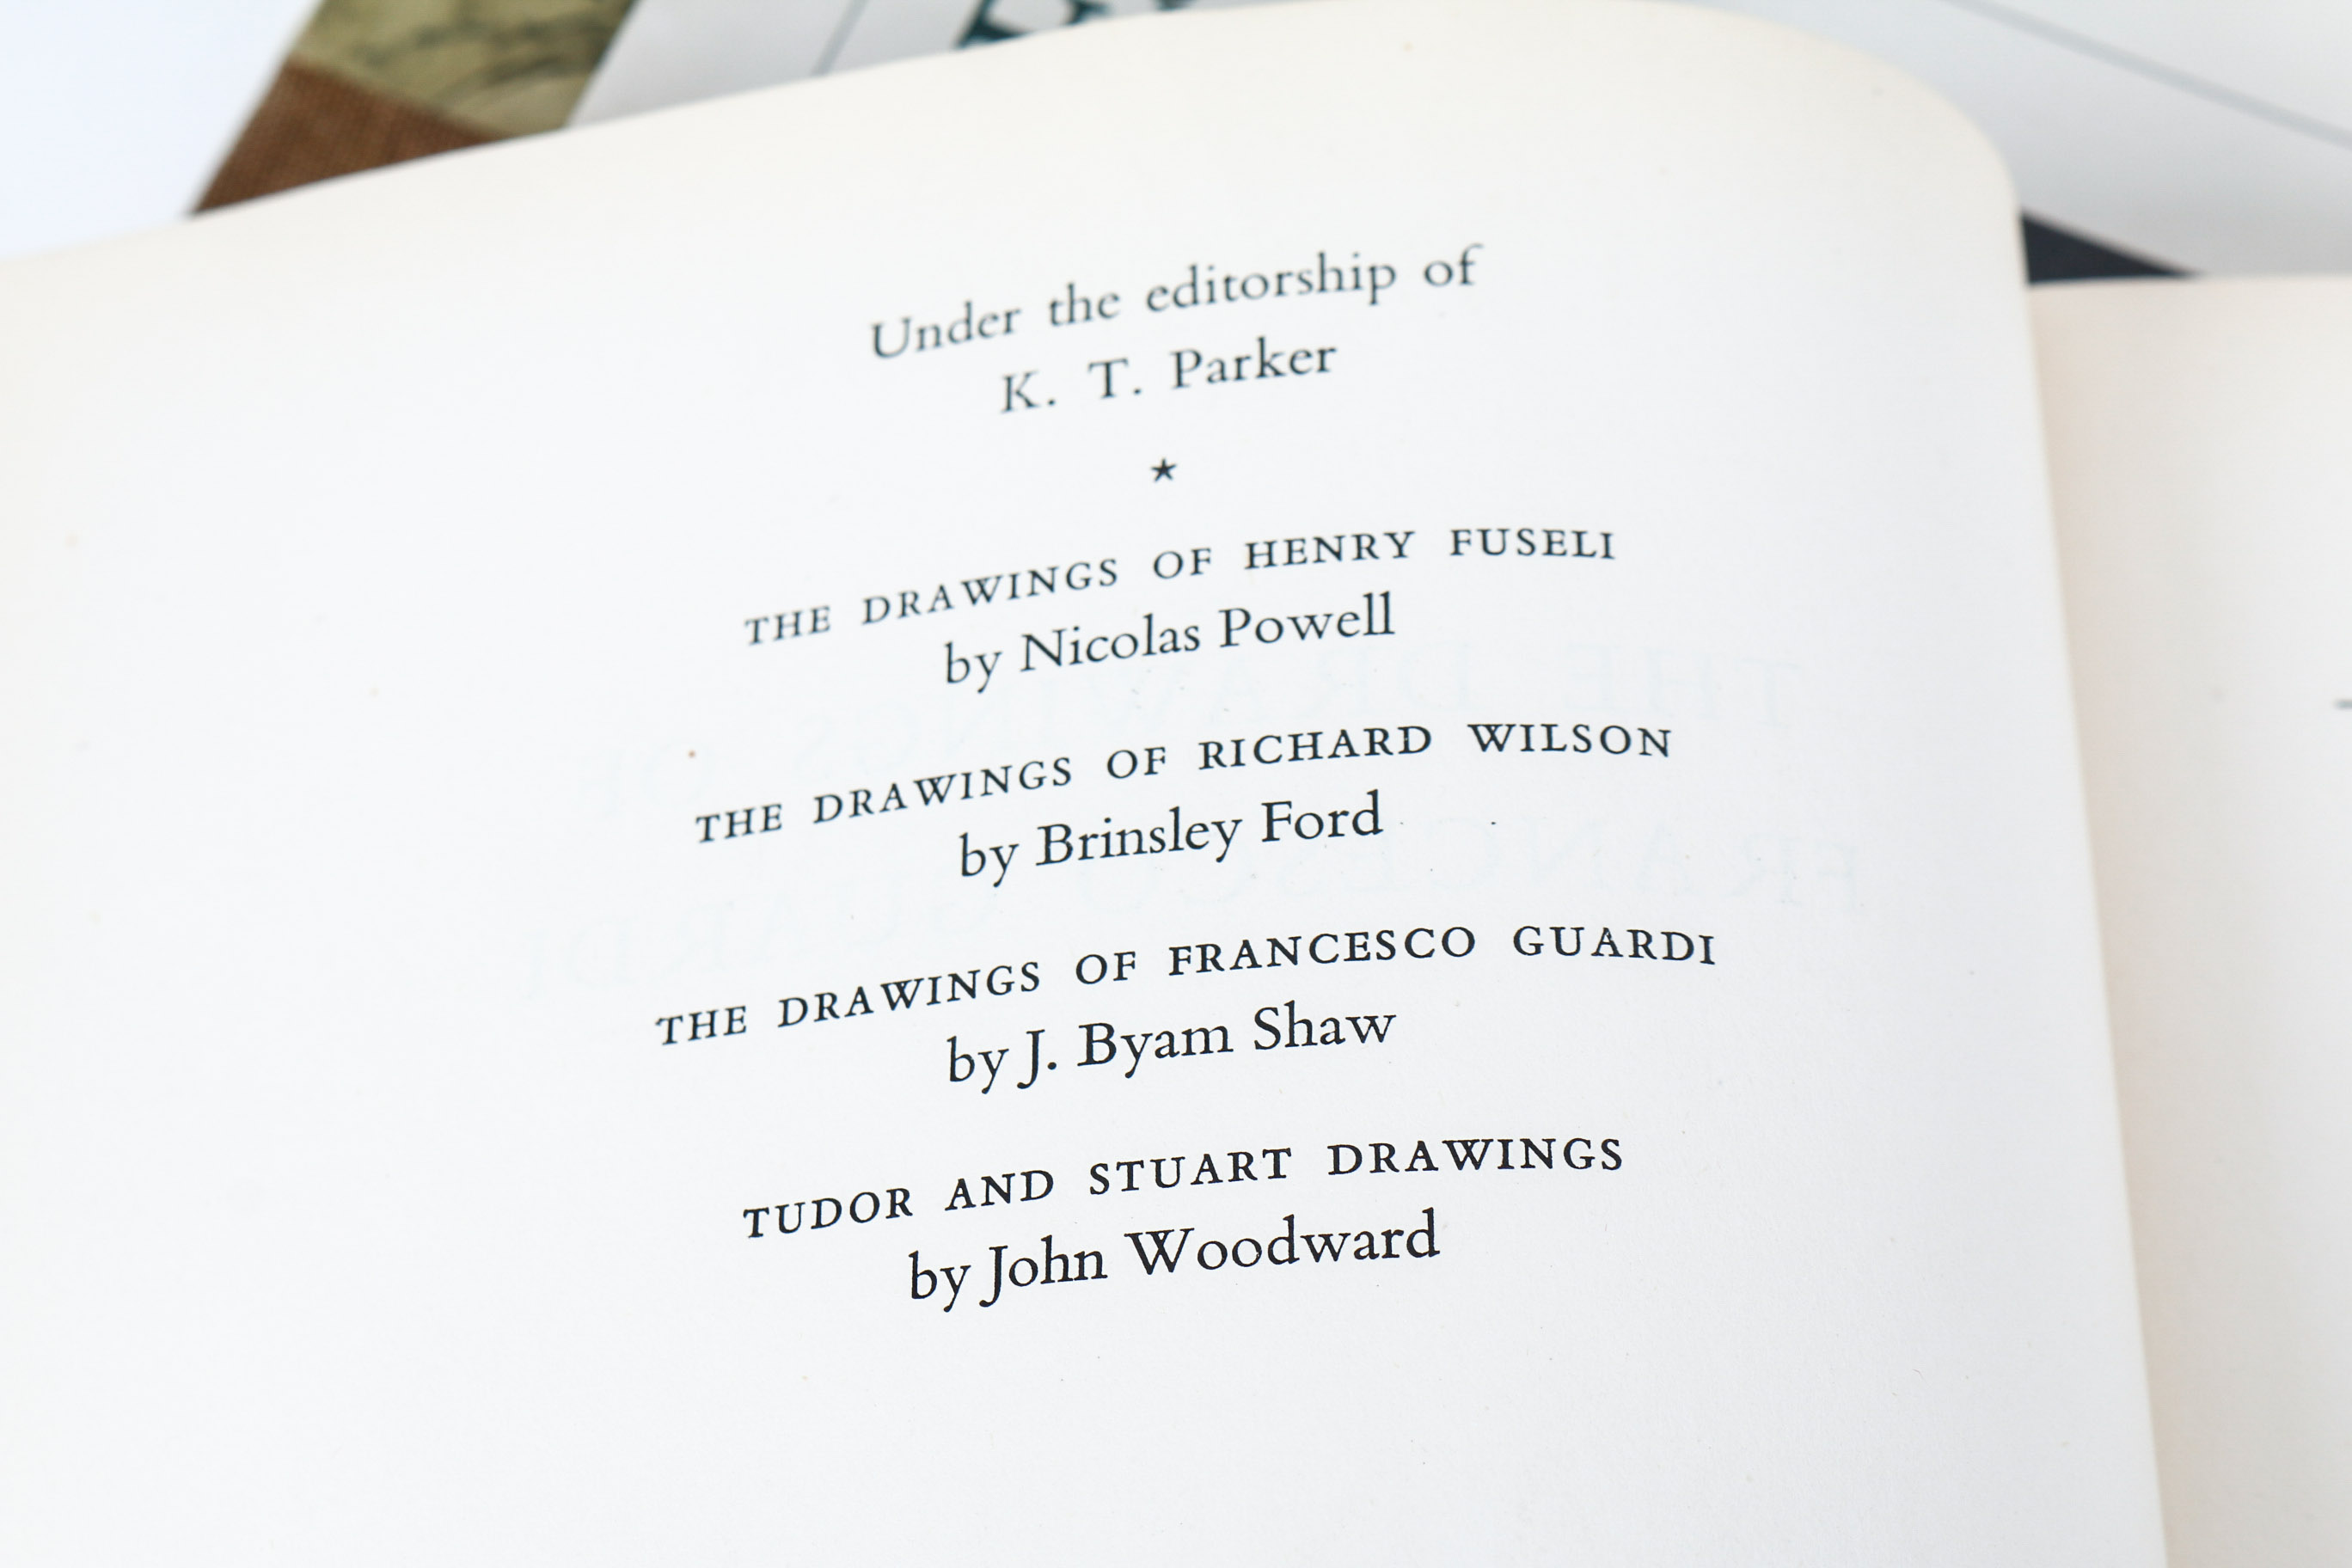 Under the editorship of
K. T. Parker
★
THE DRAWINGS OF HENRY FUSELI
by Nicolas Powell
THE DRAWINGS OF RICHARD WILSON
by Brinsley Ford
THE DRAWINGS OF FRANCESCO GUARDI
by J. Byam Shaw
TUDOR AND STUART DRAWINGS
by John Woodward